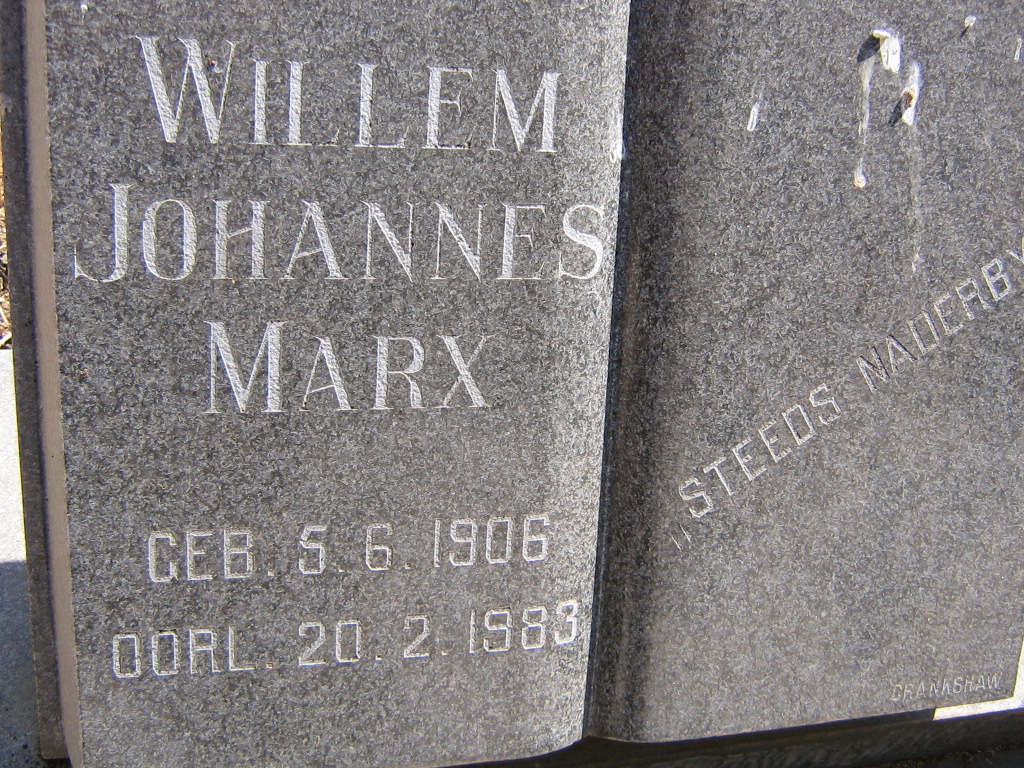 WILLEM
JOHANNES
MARX
GEB. 5. 6. 1906
OORL. 20. 2. 1983
"STEEDS NADERBY
CRANKSHAW